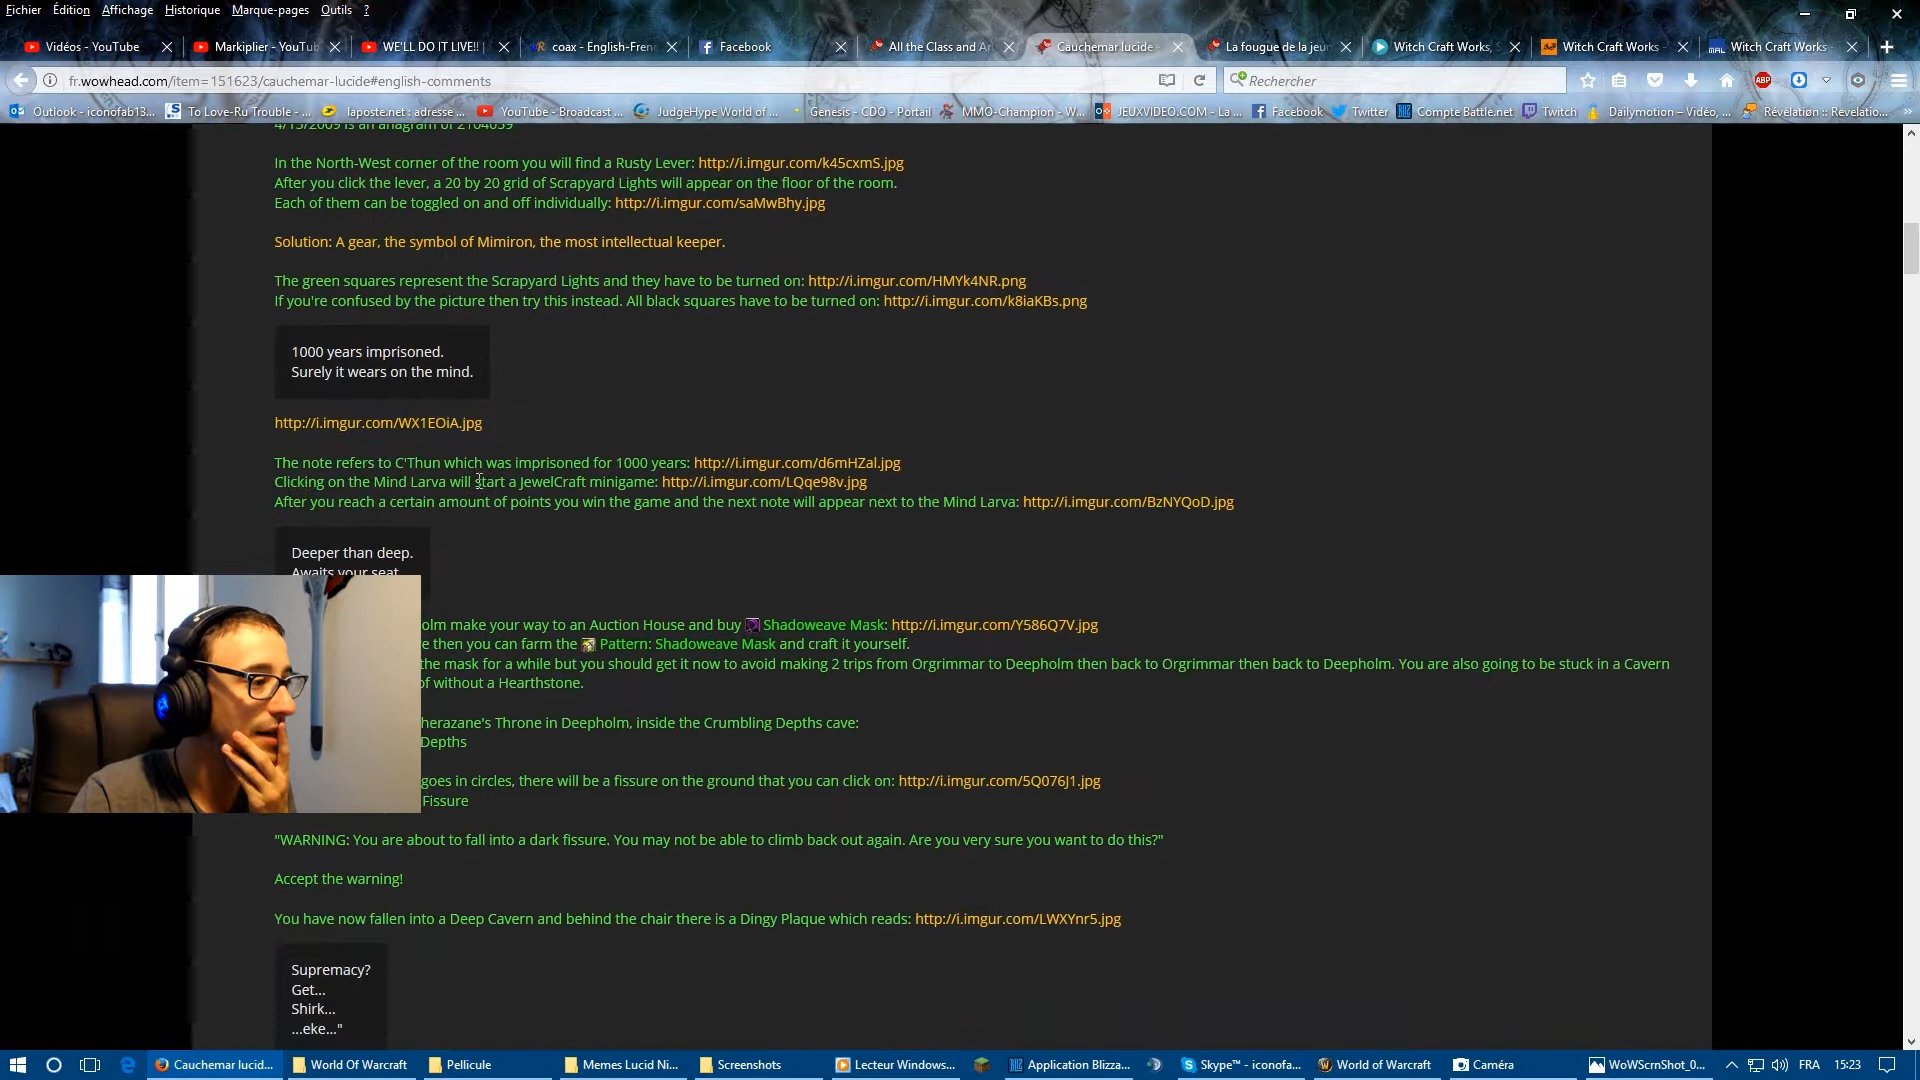 Fichier Édition Affichage Historique Marque-pages Outils ?
Vidéos - YouTube
Markiplier - YouTub
WE'LL DO IT LIVE!! |
coax - English-Fren
Facebook
All the Class and Ar
Cauchemar lucide -
La fougue de la jeun
Witch Craft Works, S
Witch Craft Works -
MAL Witch Craft Works -
fr.wowhead.com/item=151623/cauchemar-lucide#english-comments
Rechercher
ABP
Outlook - iconofab13...
To Love-Ru Trouble - ...
laposte.net : adresse ...
YouTube - Broadcast ...
JudgeHype World of ...
Genesis - CDO - Portail
MMO-Champion - W...
JEUXVIDEO.COM - La ...
Facebook
Twitter
Compte Battle.net
Twitch
Dailymotion – Vidéo, ...
Révélation :: Revelatio...
4/15/2009 is an anagram of 2104059
In the North-West corner of the room you will find a Rusty Lever: http://i.imgur.com/k45cxmS.jpg
After you click the lever, a 20 by 20 grid of Scrapyard Lights will appear on the floor of the room.
Each of them can be toggled on and off individually: http://i.imgur.com/saMwBhy.jpg
Solution: A gear, the symbol of Mimiron, the most intellectual keeper.
The green squares represent the Scrapyard Lights and they have to be turned on: http://i.imgur.com/HMYk4NR.png
If you're confused by the picture then try this instead. All black squares have to be turned on: http://i.imgur.com/k8iaKBs.png
1000 years imprisoned.
Surely it wears on the mind.
http://i.imgur.com/WX1EOiA.jpg
The note refers to C'Thun which was imprisoned for 1000 years: http://i.imgur.com/d6mHZal.jpg
Clicking on the Mind Larva will start a JewelCraft minigame: http://i.imgur.com/LQqe98v.jpg
After you reach a certain amount of points you win the game and the next note will appear next to the Mind Larva: http://i.imgur.com/BzNYQoD.jpg
Deeper than deep.
Awaits your seat.
olm make your way to an Auction House and buy Shadoweave Mask: http://i.imgur.com/Y586Q7V.jpg
e then you can farm the Pattern: Shadoweave Mask and craft it yourself.
the mask for a while but you should get it now to avoid making 2 trips from Orgrimmar to Deepholm then back to Orgrimmar then back to Deepholm. You are also going to be stuck in a Cavern
f without a Hearthstone.
herazane's Throne in Deepholm, inside the Crumbling Depths cave:
Depths
goes in circles, there will be a fissure on the ground that you can click on: http://i.imgur.com/5Q076J1.jpg
Fissure
"WARNING: You are about to fall into a dark fissure. You may not be able to climb back out again. Are you very sure you want to do this?"
Accept the warning!
You have now fallen into a Deep Cavern and behind the chair there is a Dingy Plaque which reads: http://i.imgur.com/LWXYnr5.jpg
Supremacy?
Get...
Shirk...
...eke..."
Cauchemar lucid...
World Of Warcraft
Pellicule
Memes Lucid Ni...
Screenshots
Lecteur Windows...
Application Blizza...
Skype™ - iconofa...
World of Warcraft
Caméra
WoWScrnShot_0...
FRA
15:23